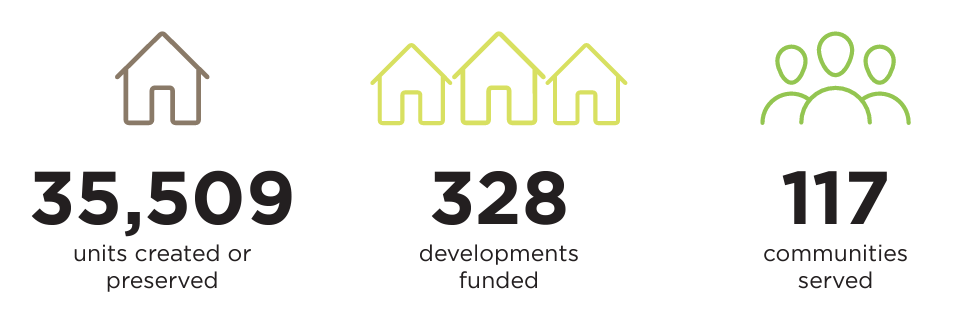 35,509
units created or
preserved
328
developments
funded
117
communities
served